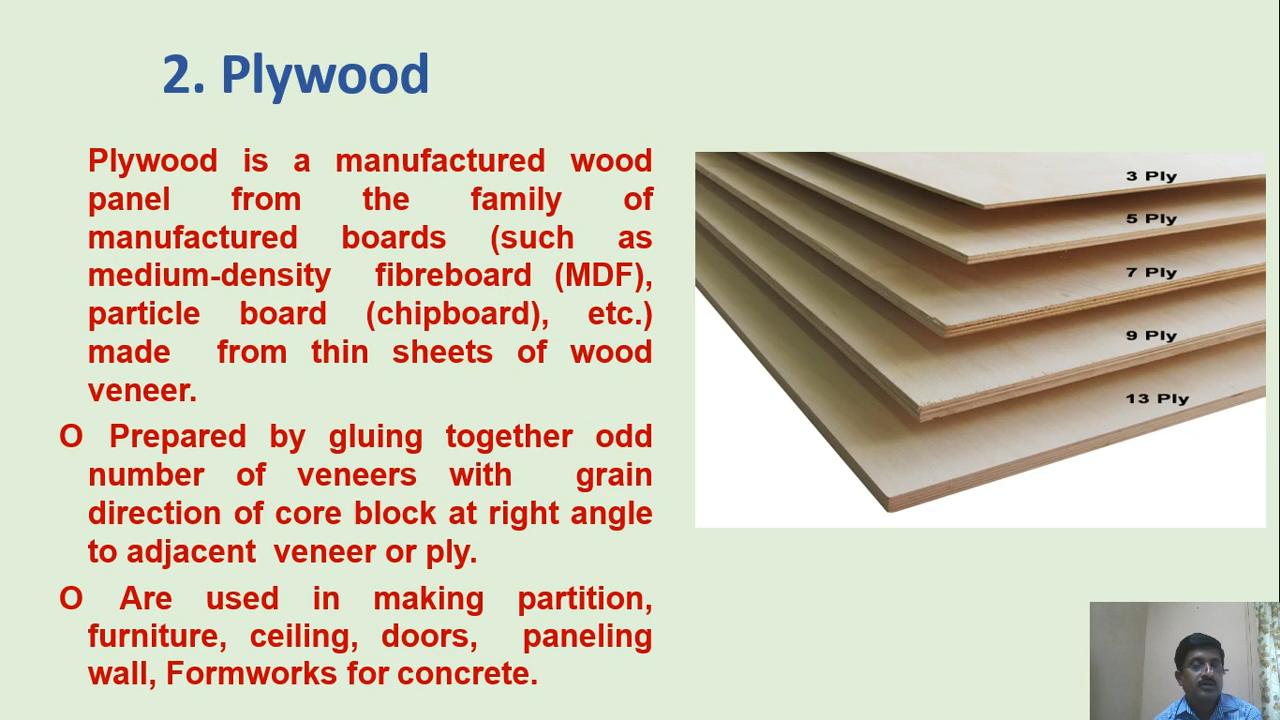 2. Plywood
Plywood is a manufactured wood
panel from the family of
manufactured boards (such as
medium-density fibreboard (MDF),
particle board (chipboard), etc.)
made from thin sheets of wood
veneer.
O Prepared by gluing together odd
number of veneers with grain
direction of core block at right angle
to adjacent veneer or ply.
O Are used in making partition,
furniture, ceiling, doors, paneling
wall, Formworks for concrete.
3 Ply
5 Ply
7 Ply
9 Ply
13 Ply